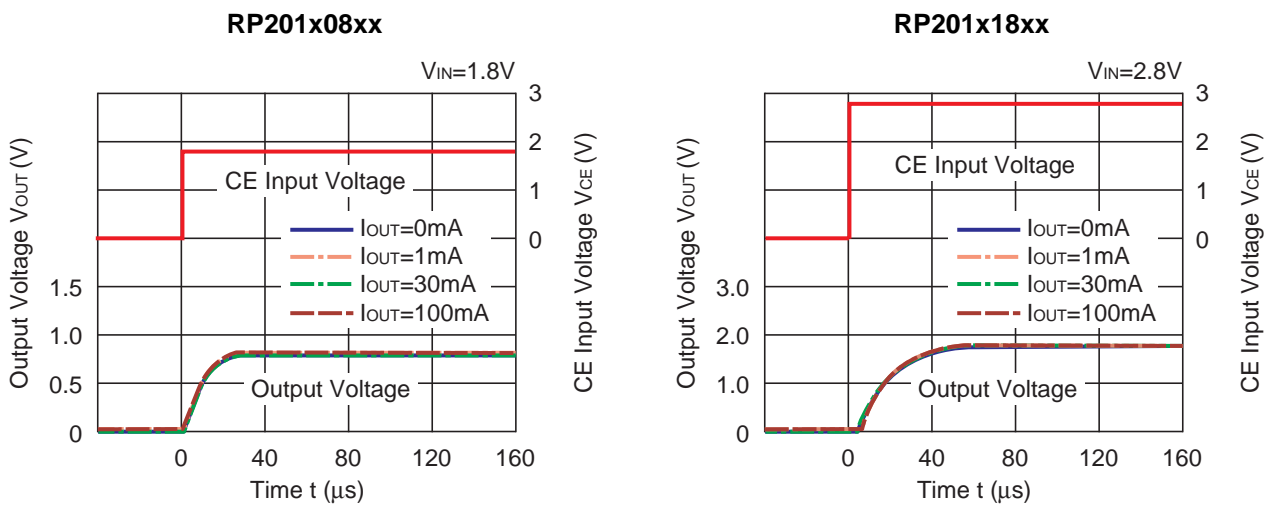 RP201x08xx
VIN=1.8V
3
2
1
0
CE Input Voltage VCE (V)
Output Voltage VOUT (V)
CE Input Voltage
IOUT=0mA
IOUT=1mA
IOUT=30mA
IOUT=100mA
1.5
1.0
0.5
0
Output Voltage
0 40 80 120 160
Time t (μs)
RP201x18xx
VIN=2.8V
3
2
1
0
CE Input Voltage VCE (V)
Output Voltage VOUT (V)
CE Input Voltage
IOUT=0mA
IOUT=1mA
IOUT=30mA
IOUT=100mA
3.0
2.0
1.0
0
Output Voltage
0 40 80 120 160
Time t (μs)